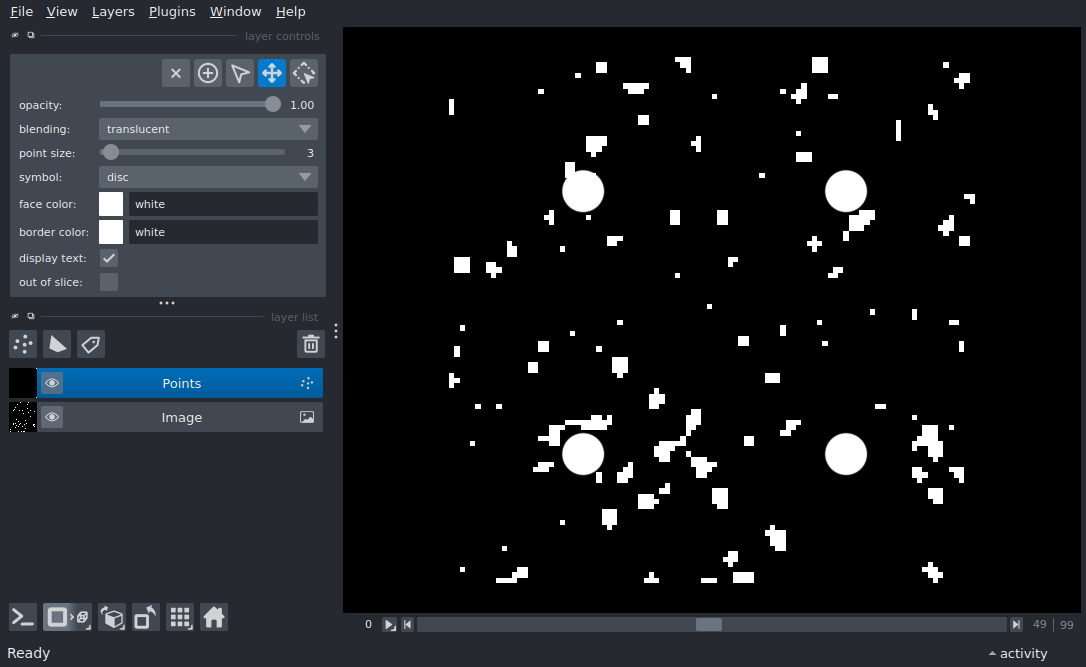 File View Layers Plugins Window Help
layer controls
opacity: 1.00
blending: translucent
point size: 3
symbol: disc
face color: white
border color: white
display text:
out of slice:
layer list
Points
Image
0 49 99
Ready activity